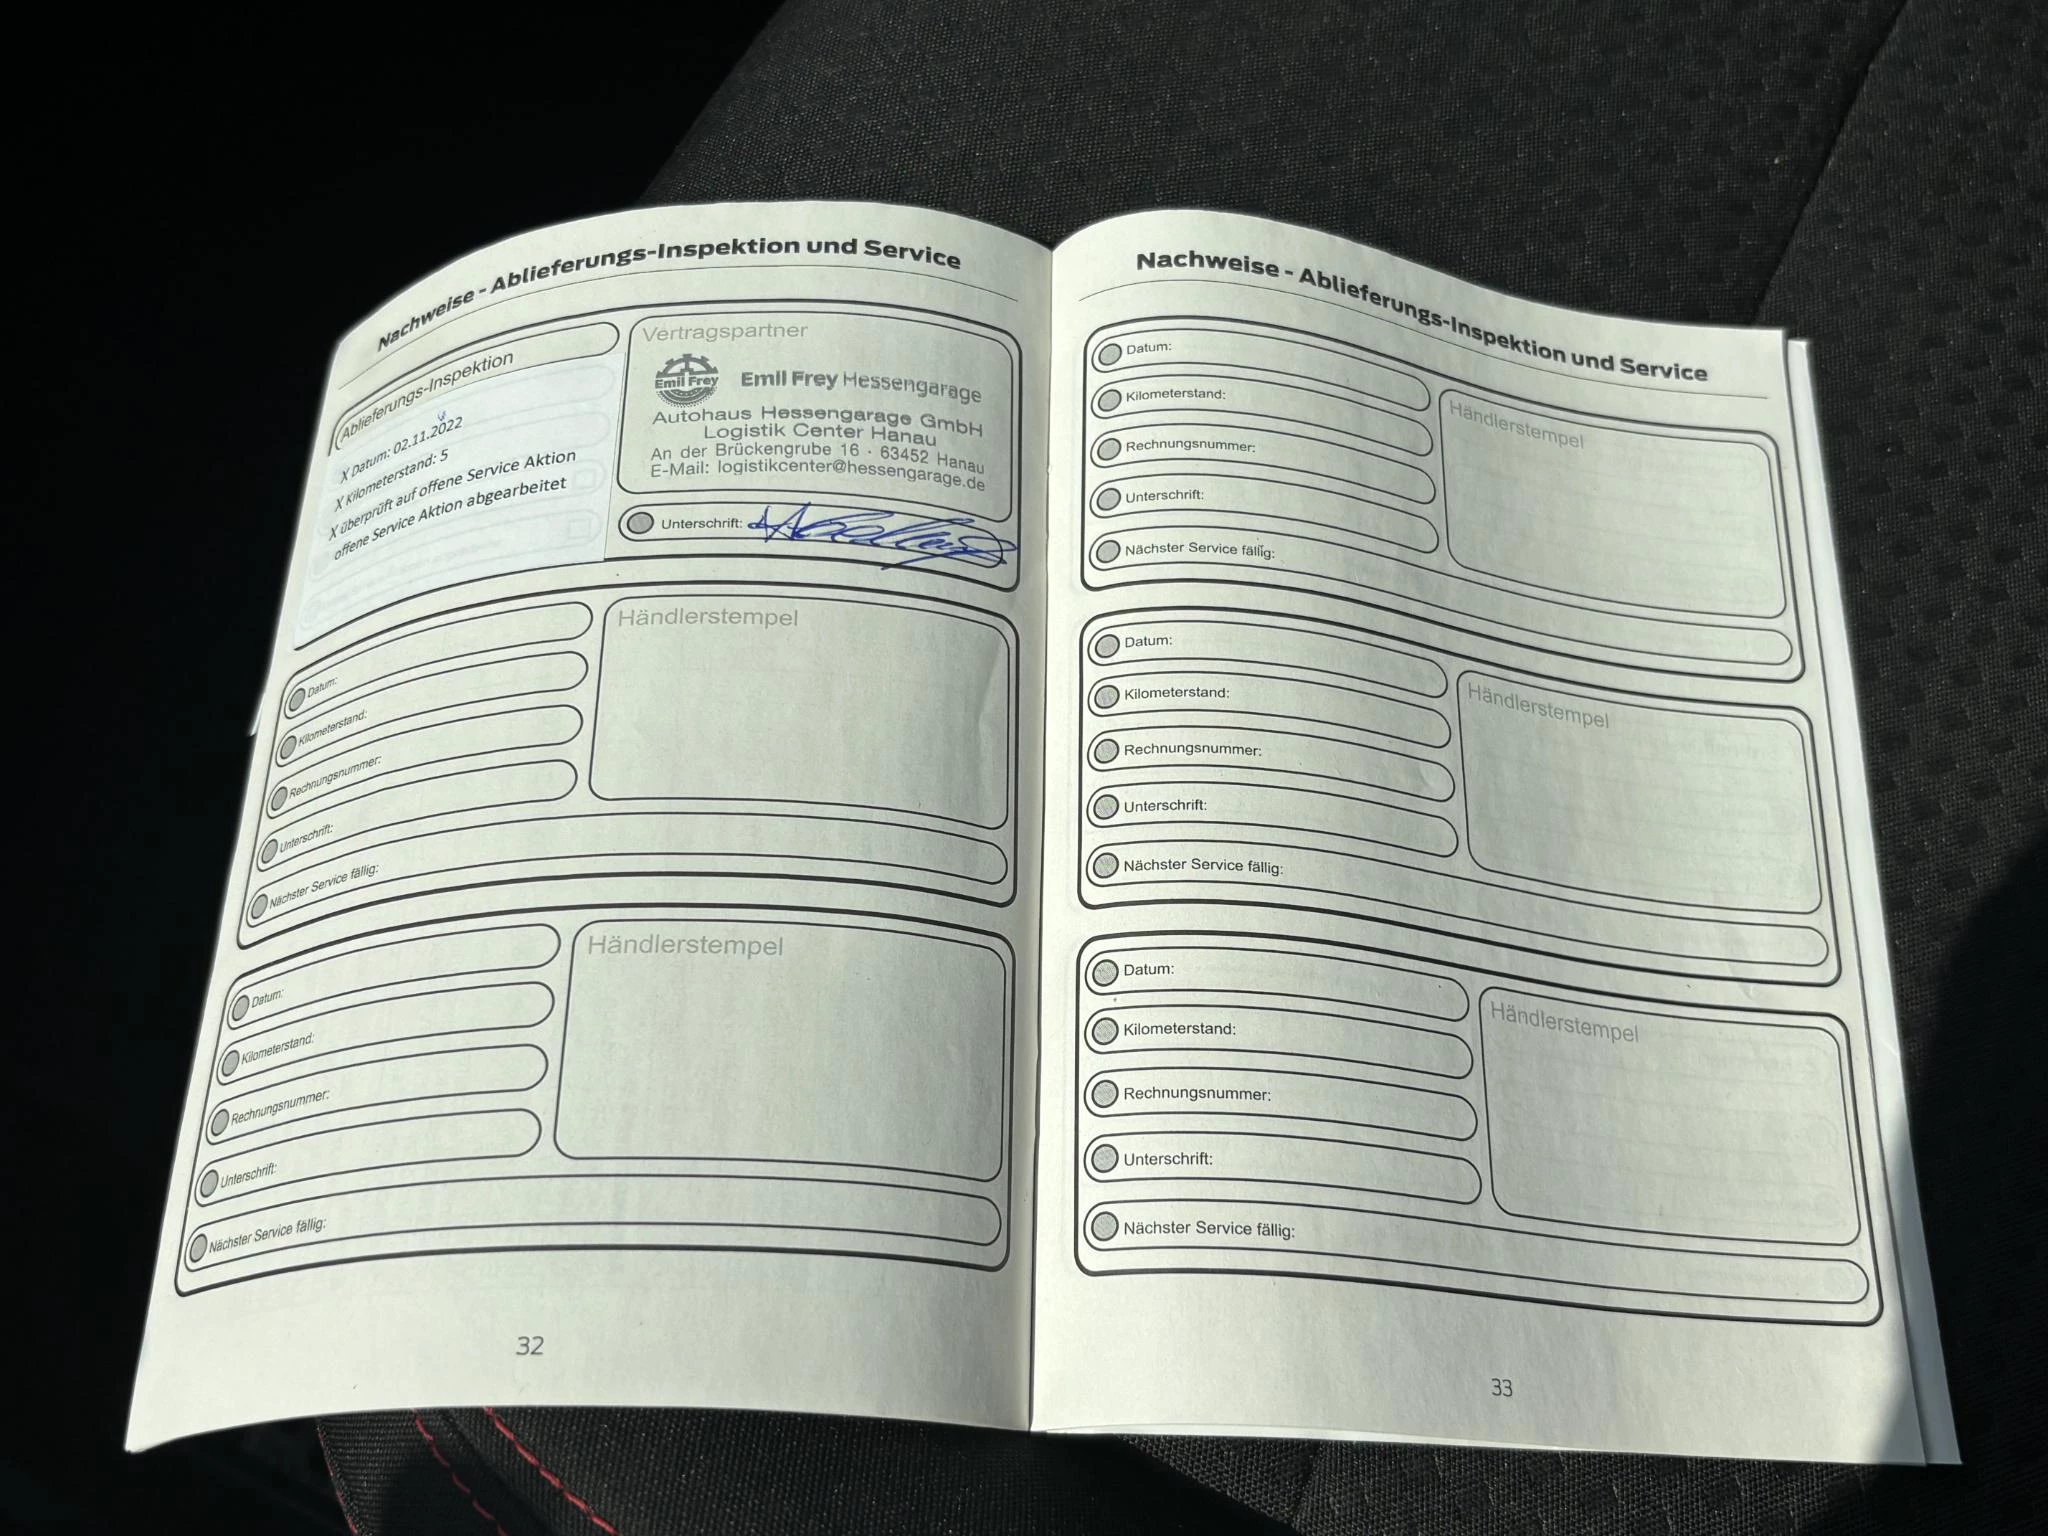 Nachweise - Ablieferungs-Inspektion und Service
Ablieferungs-Inspektion
X Datum: 02.11.2022
X Kilometerstand: 5
X überprüft auf offene Service Aktion
offene Service Aktion abgearbeitet
Vertragspartner
Emil Frey
Emil Frey Hessengarage
Autohaus Hessengarage GmbH
Logistik Center Hanau
An der Brückengrube 16 · 63452 Hanau
E-Mail: logistikcenter@hessengarage.de
Unterschrift:
Datum:
Kilometerstand:
Rechnungsnummer:
Unterschrift:
Nächster Service fällig:
Händlerstempel
Datum:
Kilometerstand:
Rechnungsnummer:
Unterschrift:
Nächster Service fällig:
Händlerstempel
32
Nachweise - Ablieferungs-Inspektion und Service
Datum:
Kilometerstand:
Rechnungsnummer:
Unterschrift:
Nächster Service fällig:
Händlerstempel
Datum:
Kilometerstand:
Rechnungsnummer:
Unterschrift:
Nächster Service fällig:
Händlerstempel
Datum:
Kilometerstand:
Rechnungsnummer:
Unterschrift:
Nächster Service fällig:
Händlerstempel
33